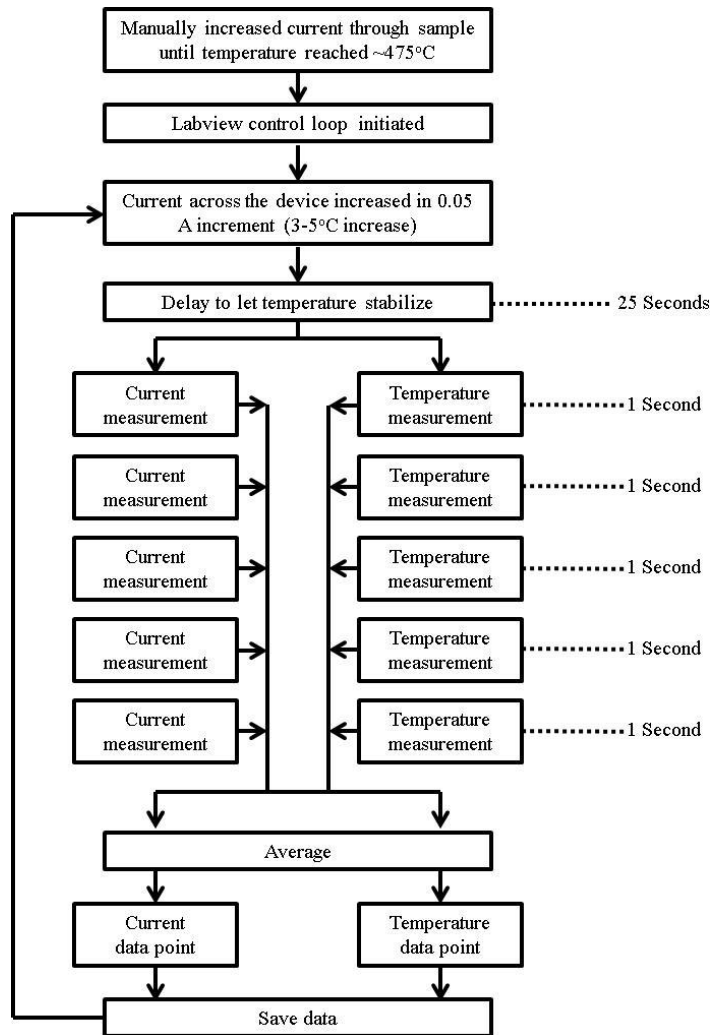 Manually increased current through sample
until temperature reached ~475°C
Labview control loop initiated
Current across the device increased in 0.05
A increment (3-5°C increase)
Delay to let temperature stabilize
25 Seconds
Current
measurement
Temperature
measurement
1 Second
Current
measurement
Temperature
measurement
1 Second
Current
measurement
Temperature
measurement
1 Second
Current
measurement
Temperature
measurement
1 Second
Current
measurement
Temperature
measurement
1 Second
Average
Current
data point
Temperature
data point
Save data